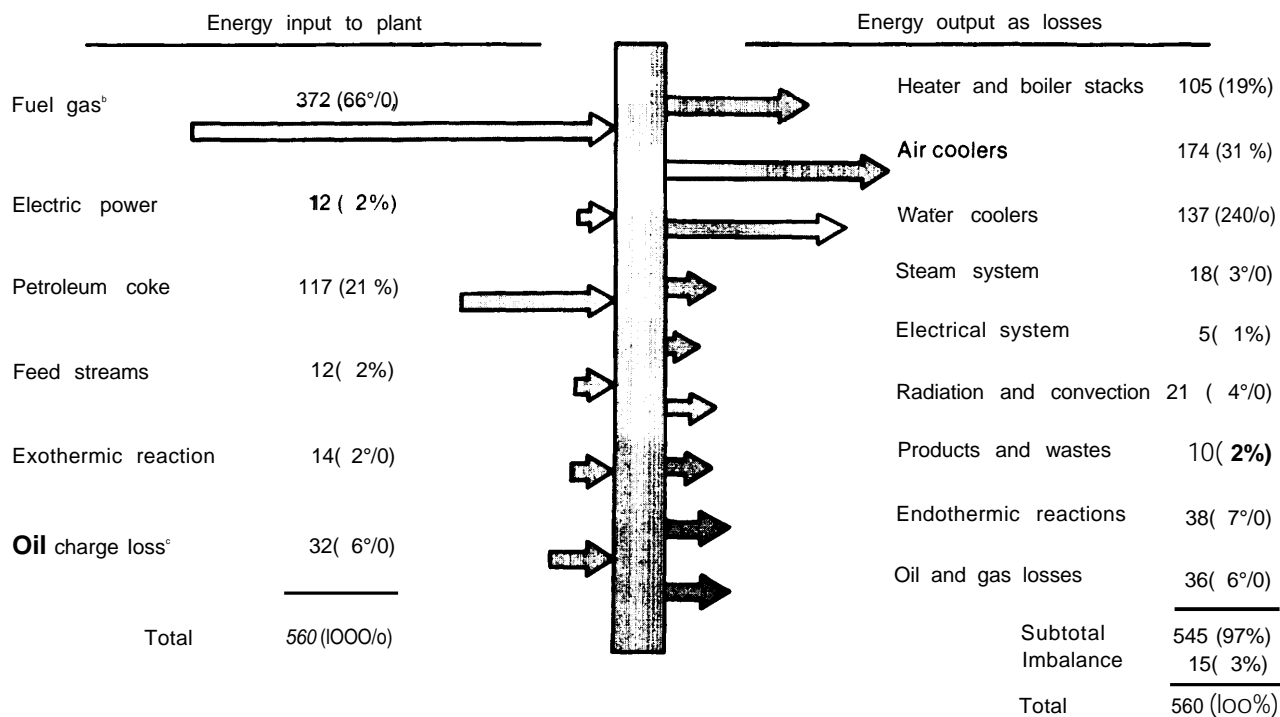 Energy input to plant
Fuel gasᵇ 372 (66°/0)
Electric power 12 ( 2%)
Petroleum coke 117 (21 %)
Feed streams 12( 2%)
Exothermic reaction 14( 2°/0)
Oil charge lossᶜ 32( 6°/0)
Total 560 (lOOO/o)
Energy output as losses
Heater and boiler stacks 105 (19%)
Air coolers 174 (31 %)
Water coolers 137 (240/o)
Steam system 18( 3°/0)
Electrical system 5( 1%)
Radiation and convection 21 ( 4°/0)
Products and wastes 10( 2%)
Endothermic reactions 38( 7°/0)
Oil and gas losses 36( 6°/0)
Subtotal 545 (97%)
Imbalance 15( 3%)
Total 560 (loo%)